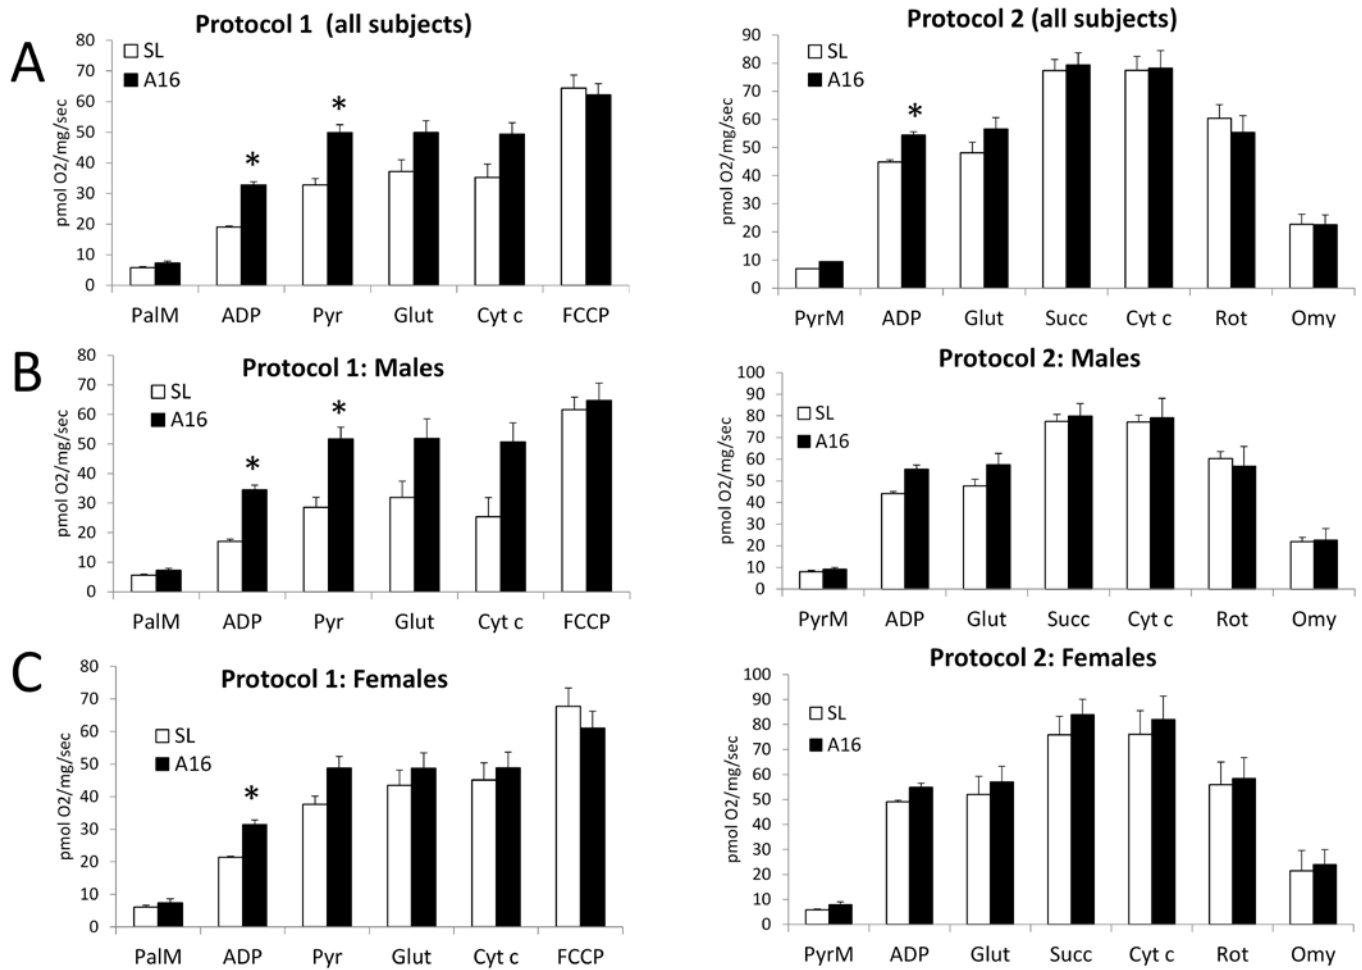 A
Protocol 1 (all subjects)
SL
A16
pmol O2/mg/sec
80
70
60
50
40
30
20
10
0
*
*
PalM ADP Pyr Glut Cyt c FCCP
Protocol 2 (all subjects)
SL
A16
pmol O2/mg/sec
90
80
70
60
50
40
30
20
10
0
*
PyrM ADP Glut Succ Cyt c Rot Omy
B
Protocol 1: Males
SL
A16
pmol O2/mg/sec
80
70
60
50
40
30
20
10
0
*
*
PalM ADP Pyr Glut Cyt c FCCP
Protocol 2: Males
SL
A16
pmol O2/mg/sec
100
90
80
70
60
50
40
30
20
10
0
PyrM ADP Glut Succ Cyt c Rot Omy
C
Protocol 1: Females
SL
A16
pmol O2/mg/sec
80
70
60
50
40
30
20
10
0
*
PalM ADP Pyr Glut Cyt c FCCP
Protocol 2: Females
SL
A16
pmol O2/mg/sec
100
90
80
70
60
50
40
30
20
10
0
PyrM ADP Glut Succ Cyt c Rot Omy